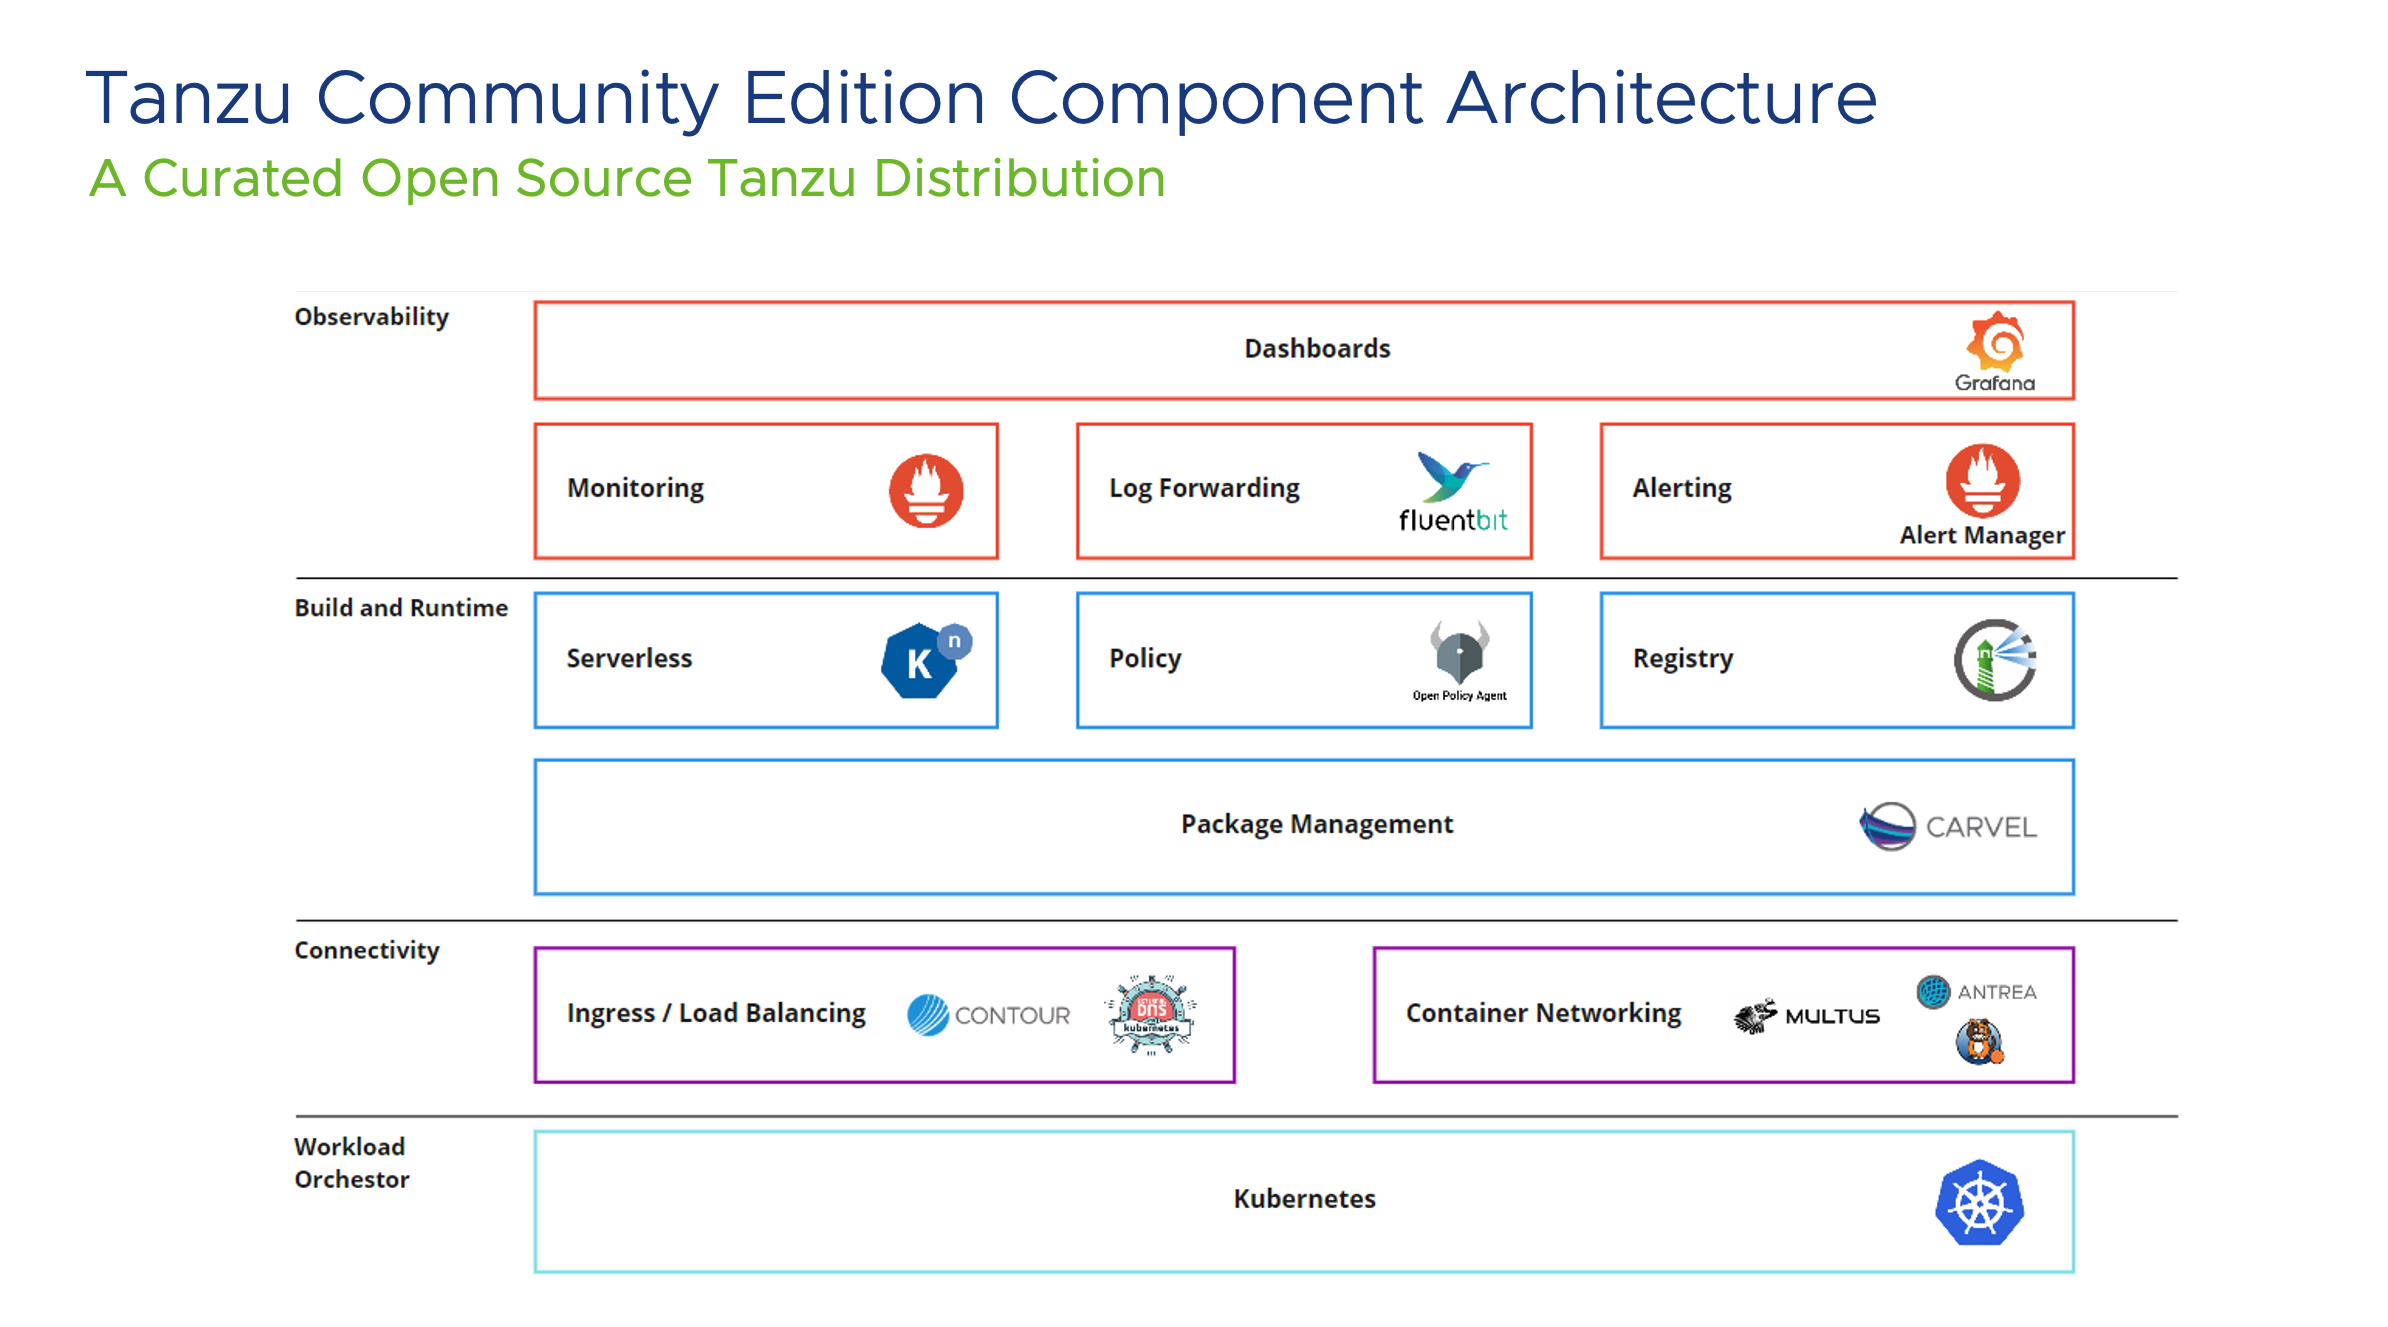 Tanzu Community Edition Component Architecture
A Curated Open Source Tanzu Distribution
Observability
Dashboards
Grafana
Monitoring
Log Forwarding
fluentbit
Alerting
Alert Manager
Build and Runtime
Serverless
K
n
Policy
Open Policy Agent
Registry
Package Management
CARVEL
Connectivity
Ingress / Load Balancing
CONTOUR
DNS
kubernetes
Container Networking
MULTUS
ANTREA
Workload
Orchestor
Kubernetes